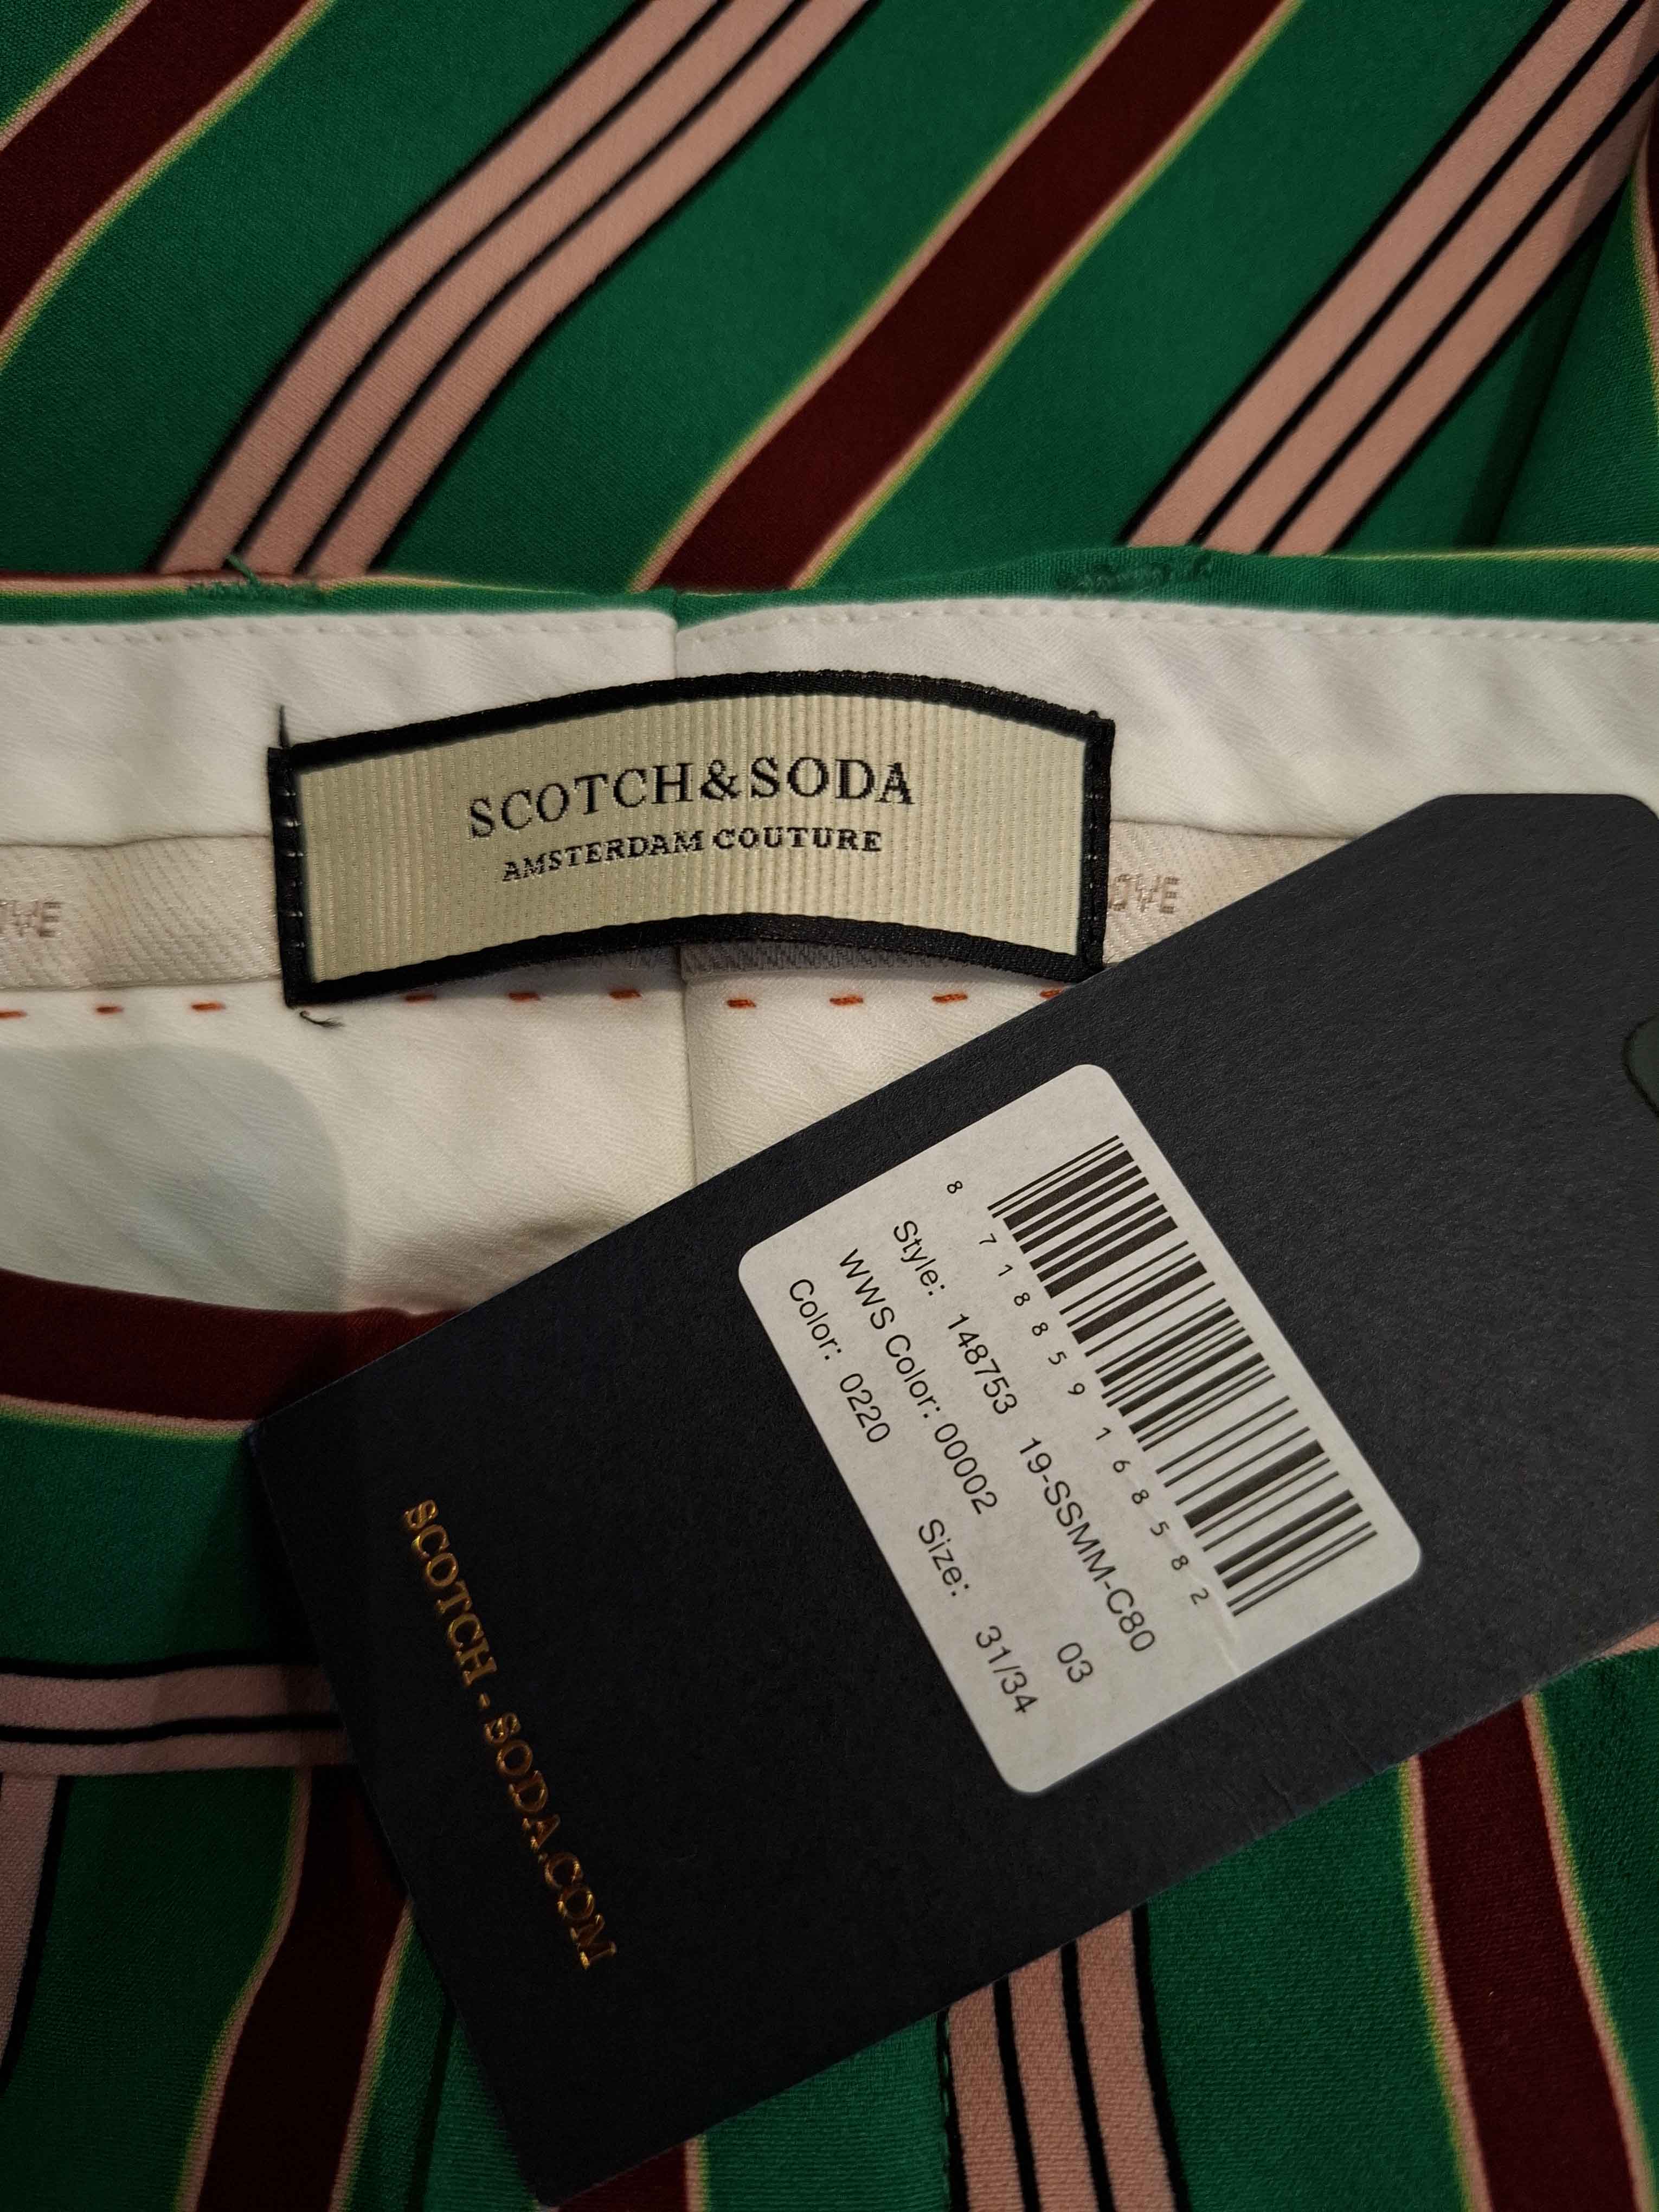 SCOTCH&SODA
AMSTERDAM COUTURE
OVE
8 718859 168582
Style: 148753 19-SSMM-C80
WWS Color: 00002 03
Color: 0220 Size: 31/34
SCOTCH-SODA.COM